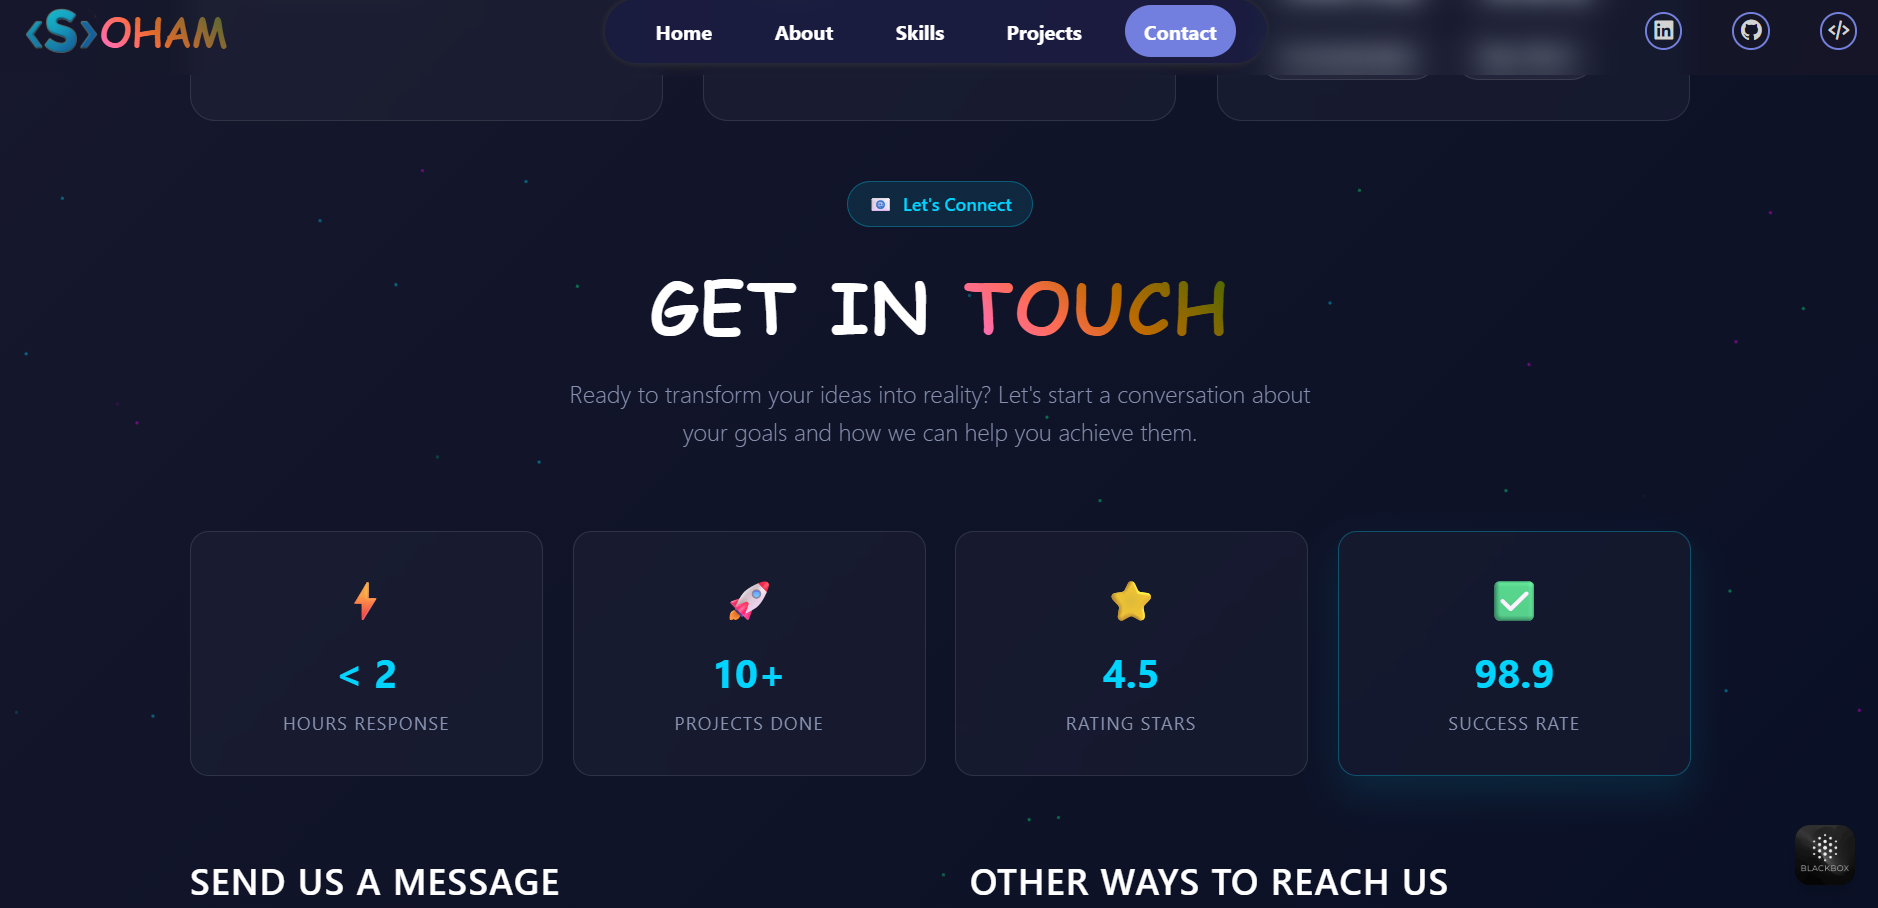 <S>OHAM
Home
About
Skills
Projects
Contact
</>
Let's Connect
GET IN TOUCH
Ready to transform your ideas into reality? Let's start a conversation about
your goals and how we can help you achieve them.
< 2
HOURS RESPONSE
10+
PROJECTS DONE
4.5
RATING STARS
98.9
SUCCESS RATE
SEND US A MESSAGE
OTHER WAYS TO REACH US
BLACKBOX